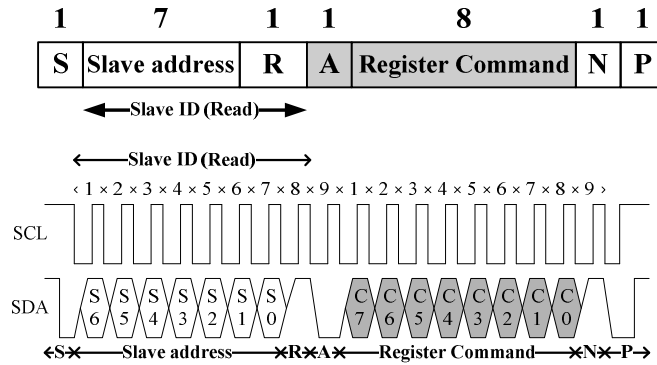 1 7 1 1 8 1 1
S Slave address R A Register Command N P
Slave ID (Read)
Slave ID (Read)
‹ 1 × 2 × 3 × 4 × 5 × 6 × 7 × 8 × 9 × 1 × 2 × 3 × 4 × 5 × 6 × 7 × 8 × 9 ›
SCL
SDA S6 S5 S4 S3 S2 S1 S0 C7 C6 C5 C4 C3 C2 C1 C0
S Slave address R A Register Command N P